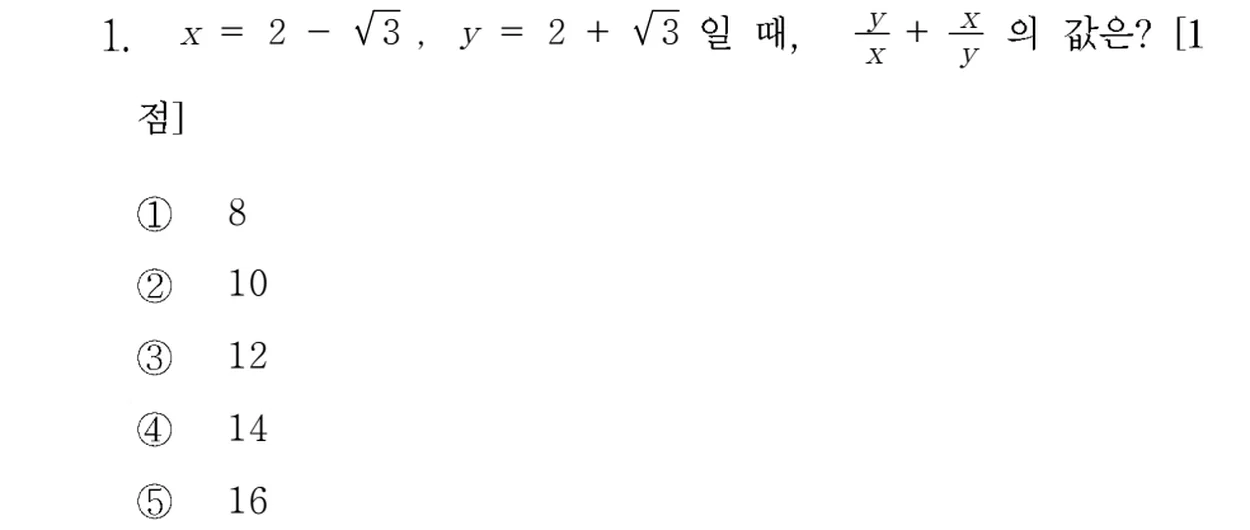 1. x = 2 - √3, y = 2 + √3 일 때, y/x + x/y 의 값은? [1
점]
① 8
② 10
③ 12
④ 14
⑤ 16